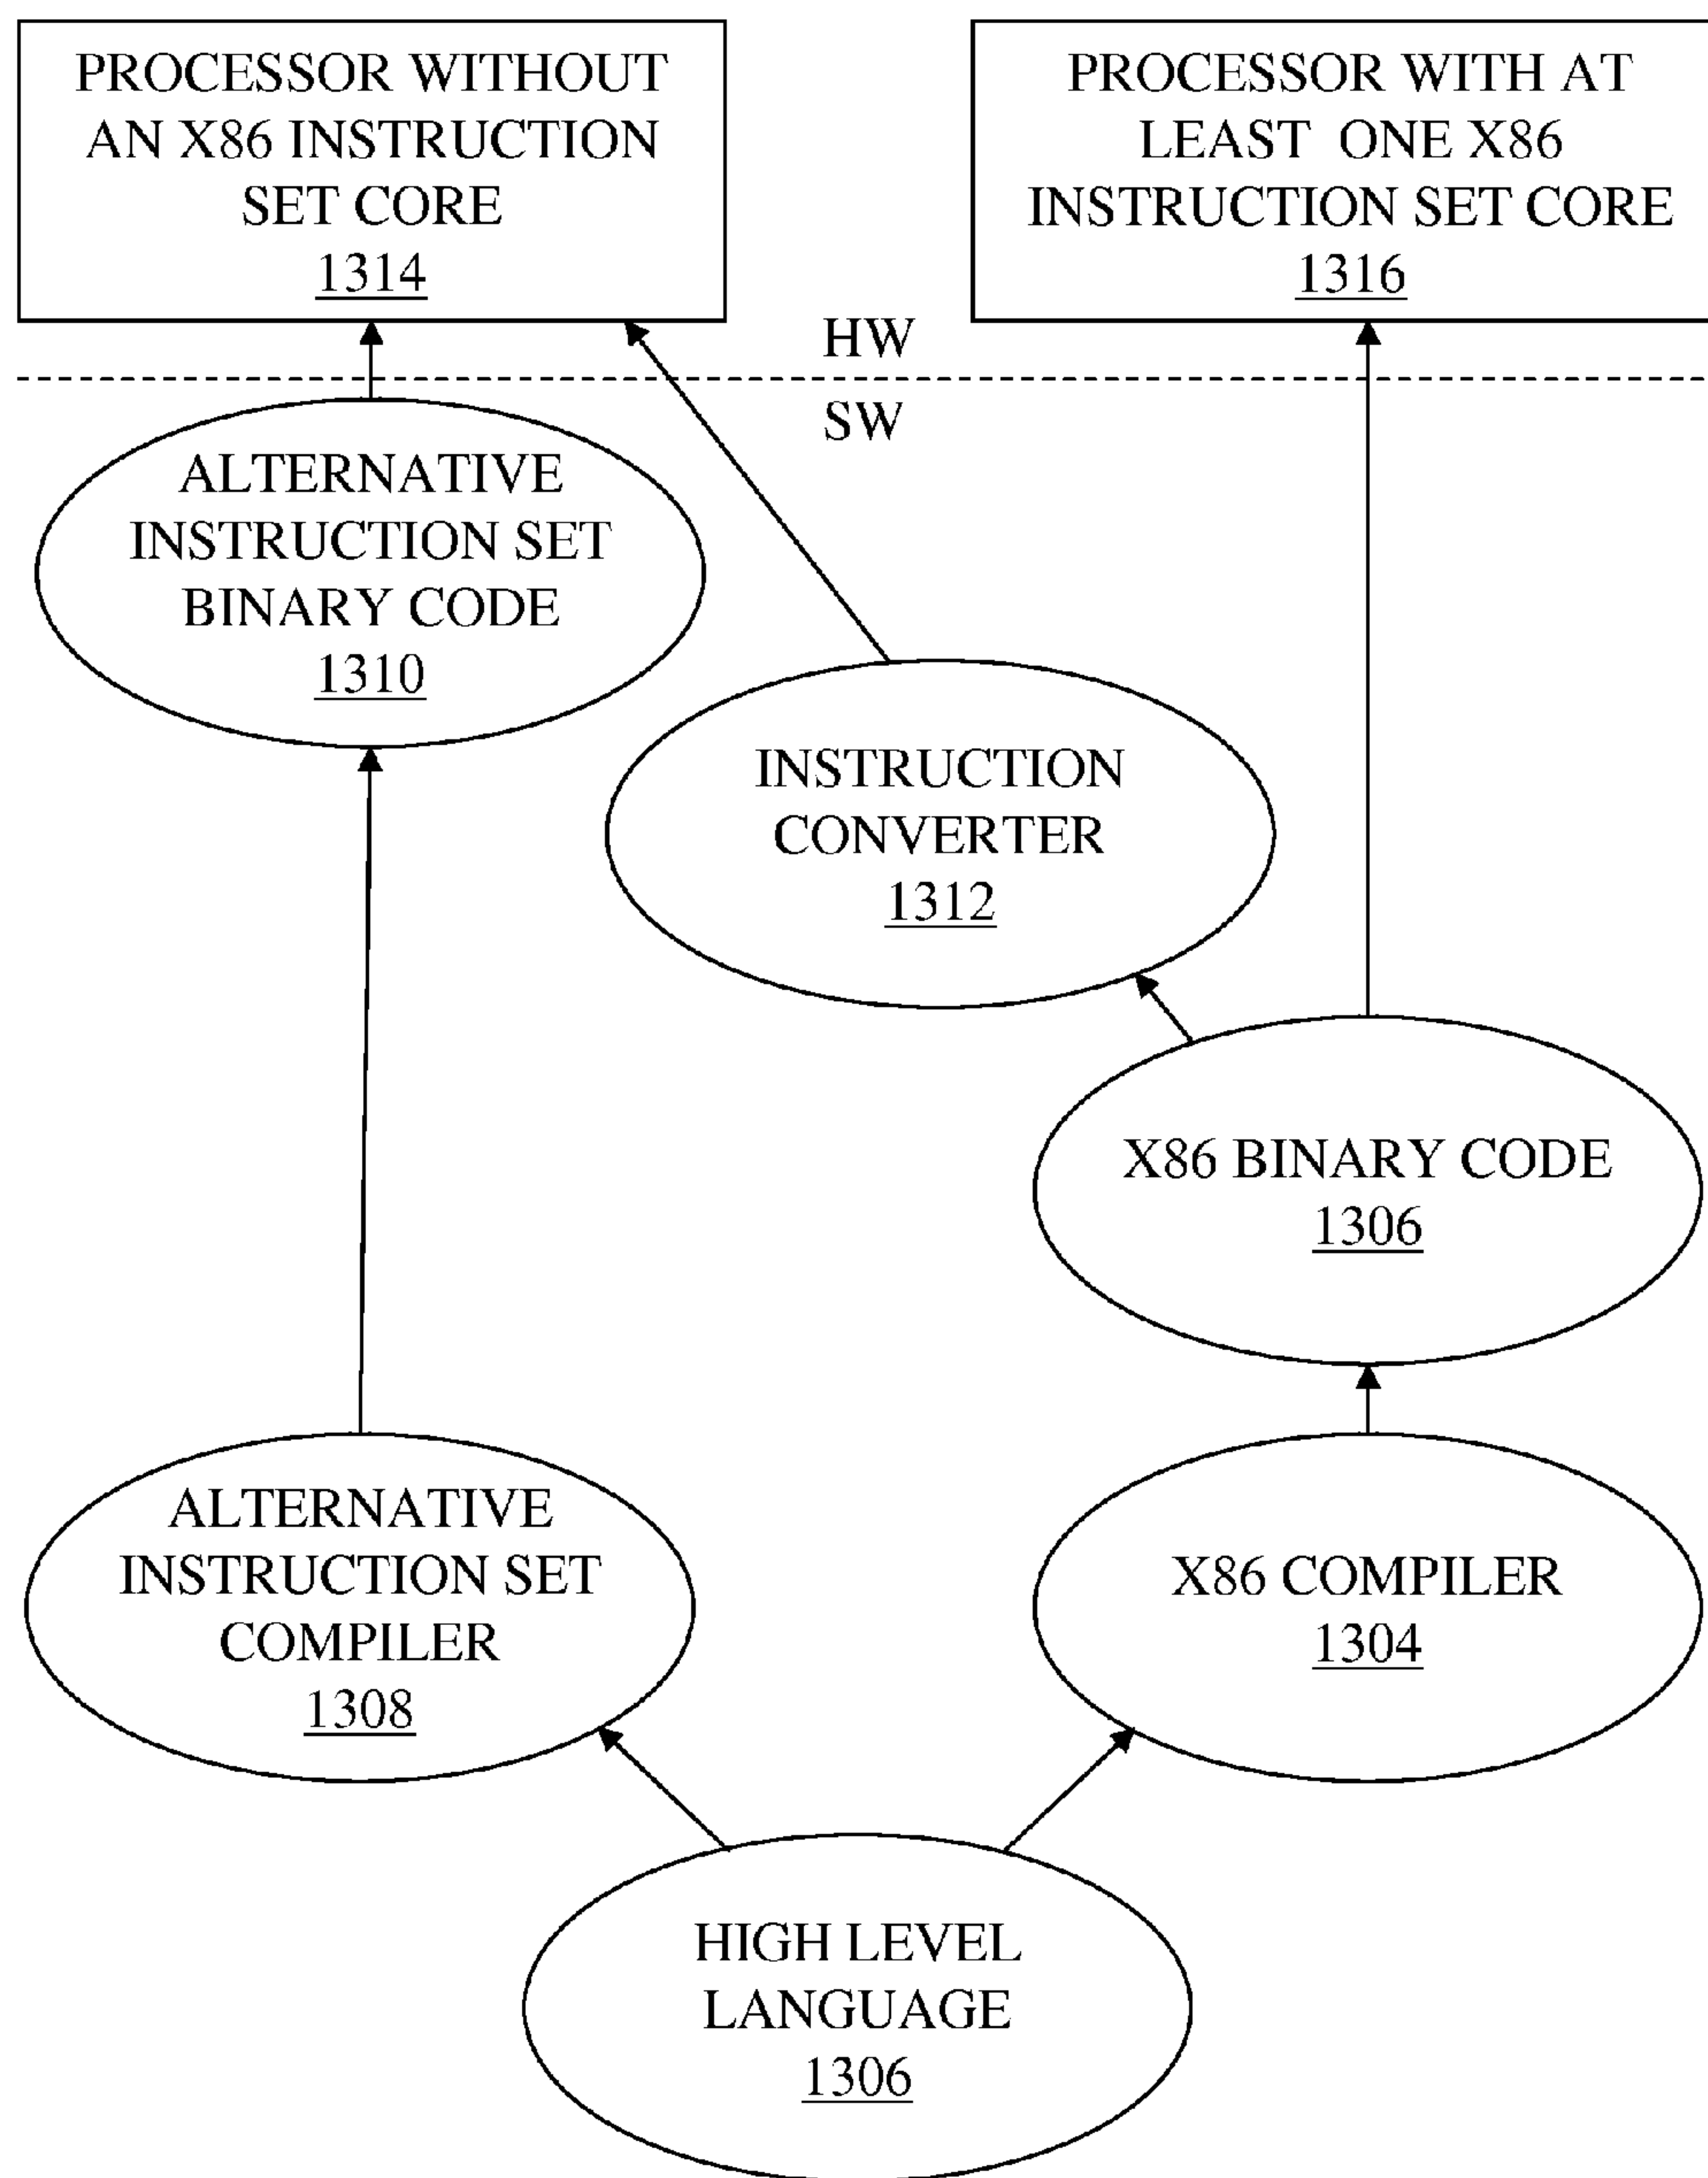 PROCESSOR WITHOUT
AN X86 INSTRUCTION
SET CORE
1314
PROCESSOR WITH AT
LEAST ONE X86
INSTRUCTION SET CORE
1316
HW
SW
ALTERNATIVE
INSTRUCTION SET
BINARY CODE
1310
INSTRUCTION
CONVERTER
1312
X86 BINARY CODE
1306
ALTERNATIVE
INSTRUCTION SET
COMPILER
1308
X86 COMPILER
1304
HIGH LEVEL
LANGUAGE
1306